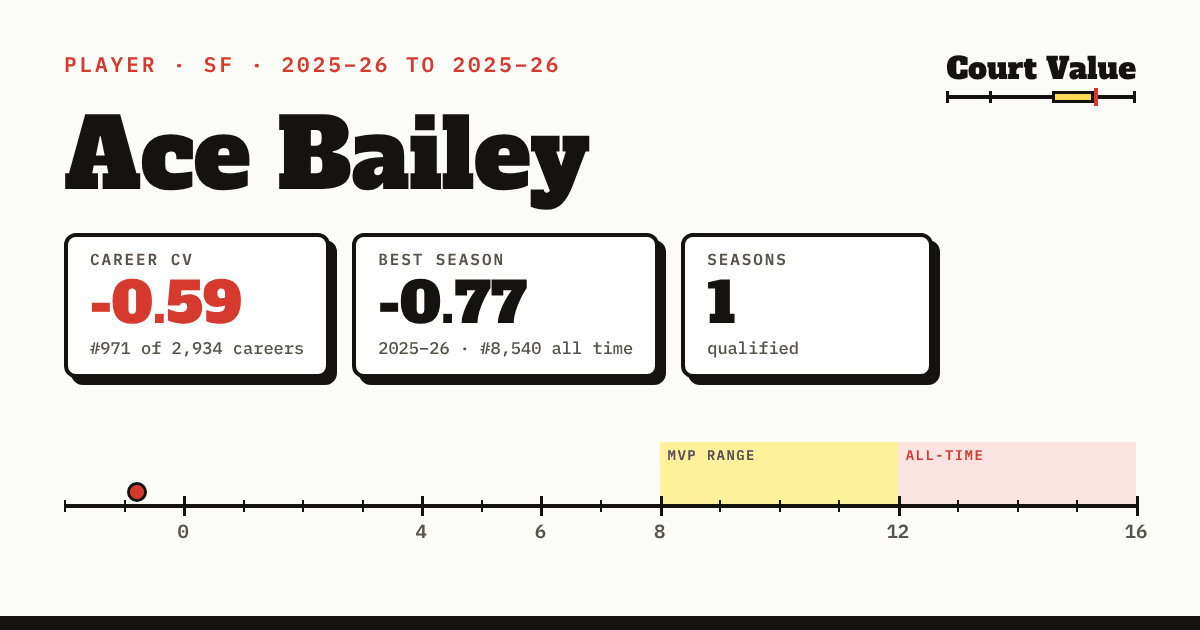 PLAYER · SF · 2025–26 TO 2025–26
Court Value
Ace Bailey
CAREER CV
-0.59
#971 of 2,934 careers
BEST SEASON
-0.77
2025–26 · #8,540 all time
SEASONS
1
qualified
MVP RANGE
ALL-TIME
0 4 6 8 12 16